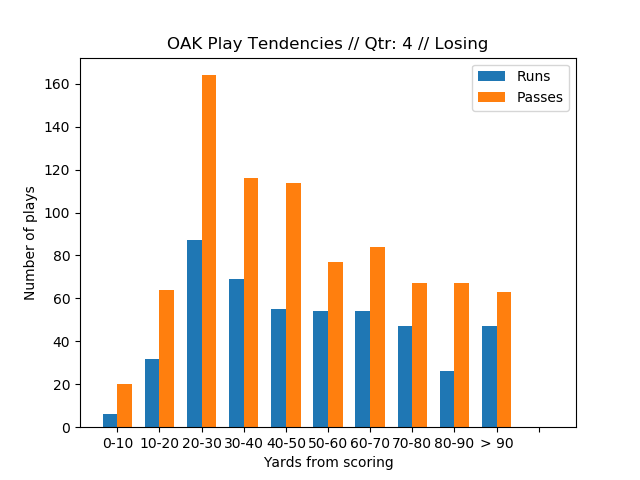 OAK Play Tendencies // Qtr: 4 // Losing
Runs
Passes
Number of plays
160
140
120
100
80
60
40
20
0
0-10 10-20 20-30 30-40 40-50 50-60 60-70 70-80 80-90 > 90
Yards from scoring